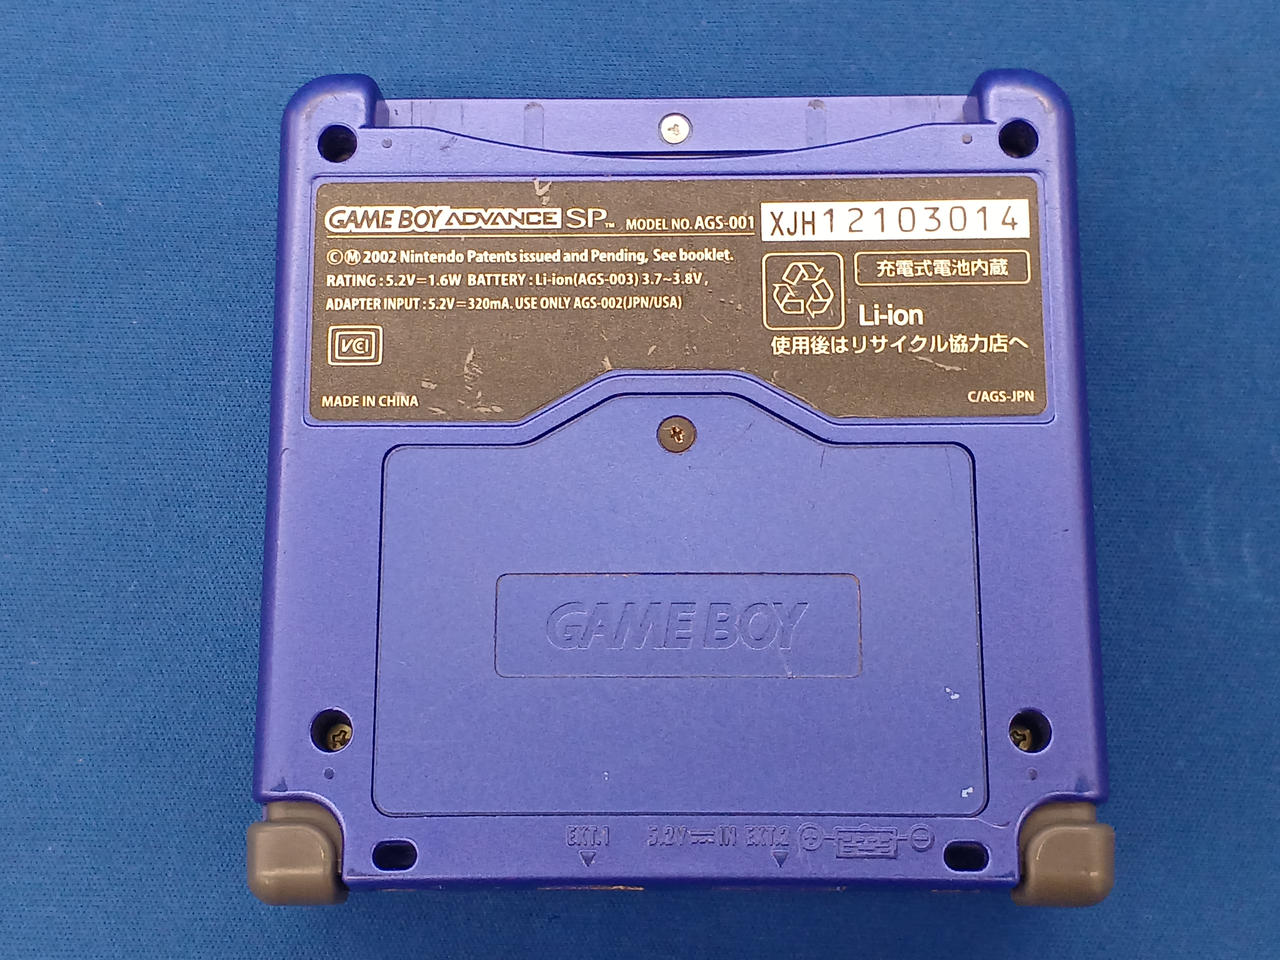 GAME BOY ADVANCE SP™ MODEL NO. AGS-001
XJH12103014
©Ⓜ2002 Nintendo Patents issued and Pending, See booklet.
RATING : 5.2V⎓1.6W BATTERY : Li-ion(AGS-003) 3.7~3.8V,
ADAPTER INPUT : 5.2V⎓320mA. USE ONLY AGS-002(JPN/USA)
VCI
MADE IN CHINA
充電式電池内蔵
Li-ion
使用後はリサイクル協力店へ
C/AGS-JPN
GAME BOY
EXT.1 5.2V⎓IN EXT.2